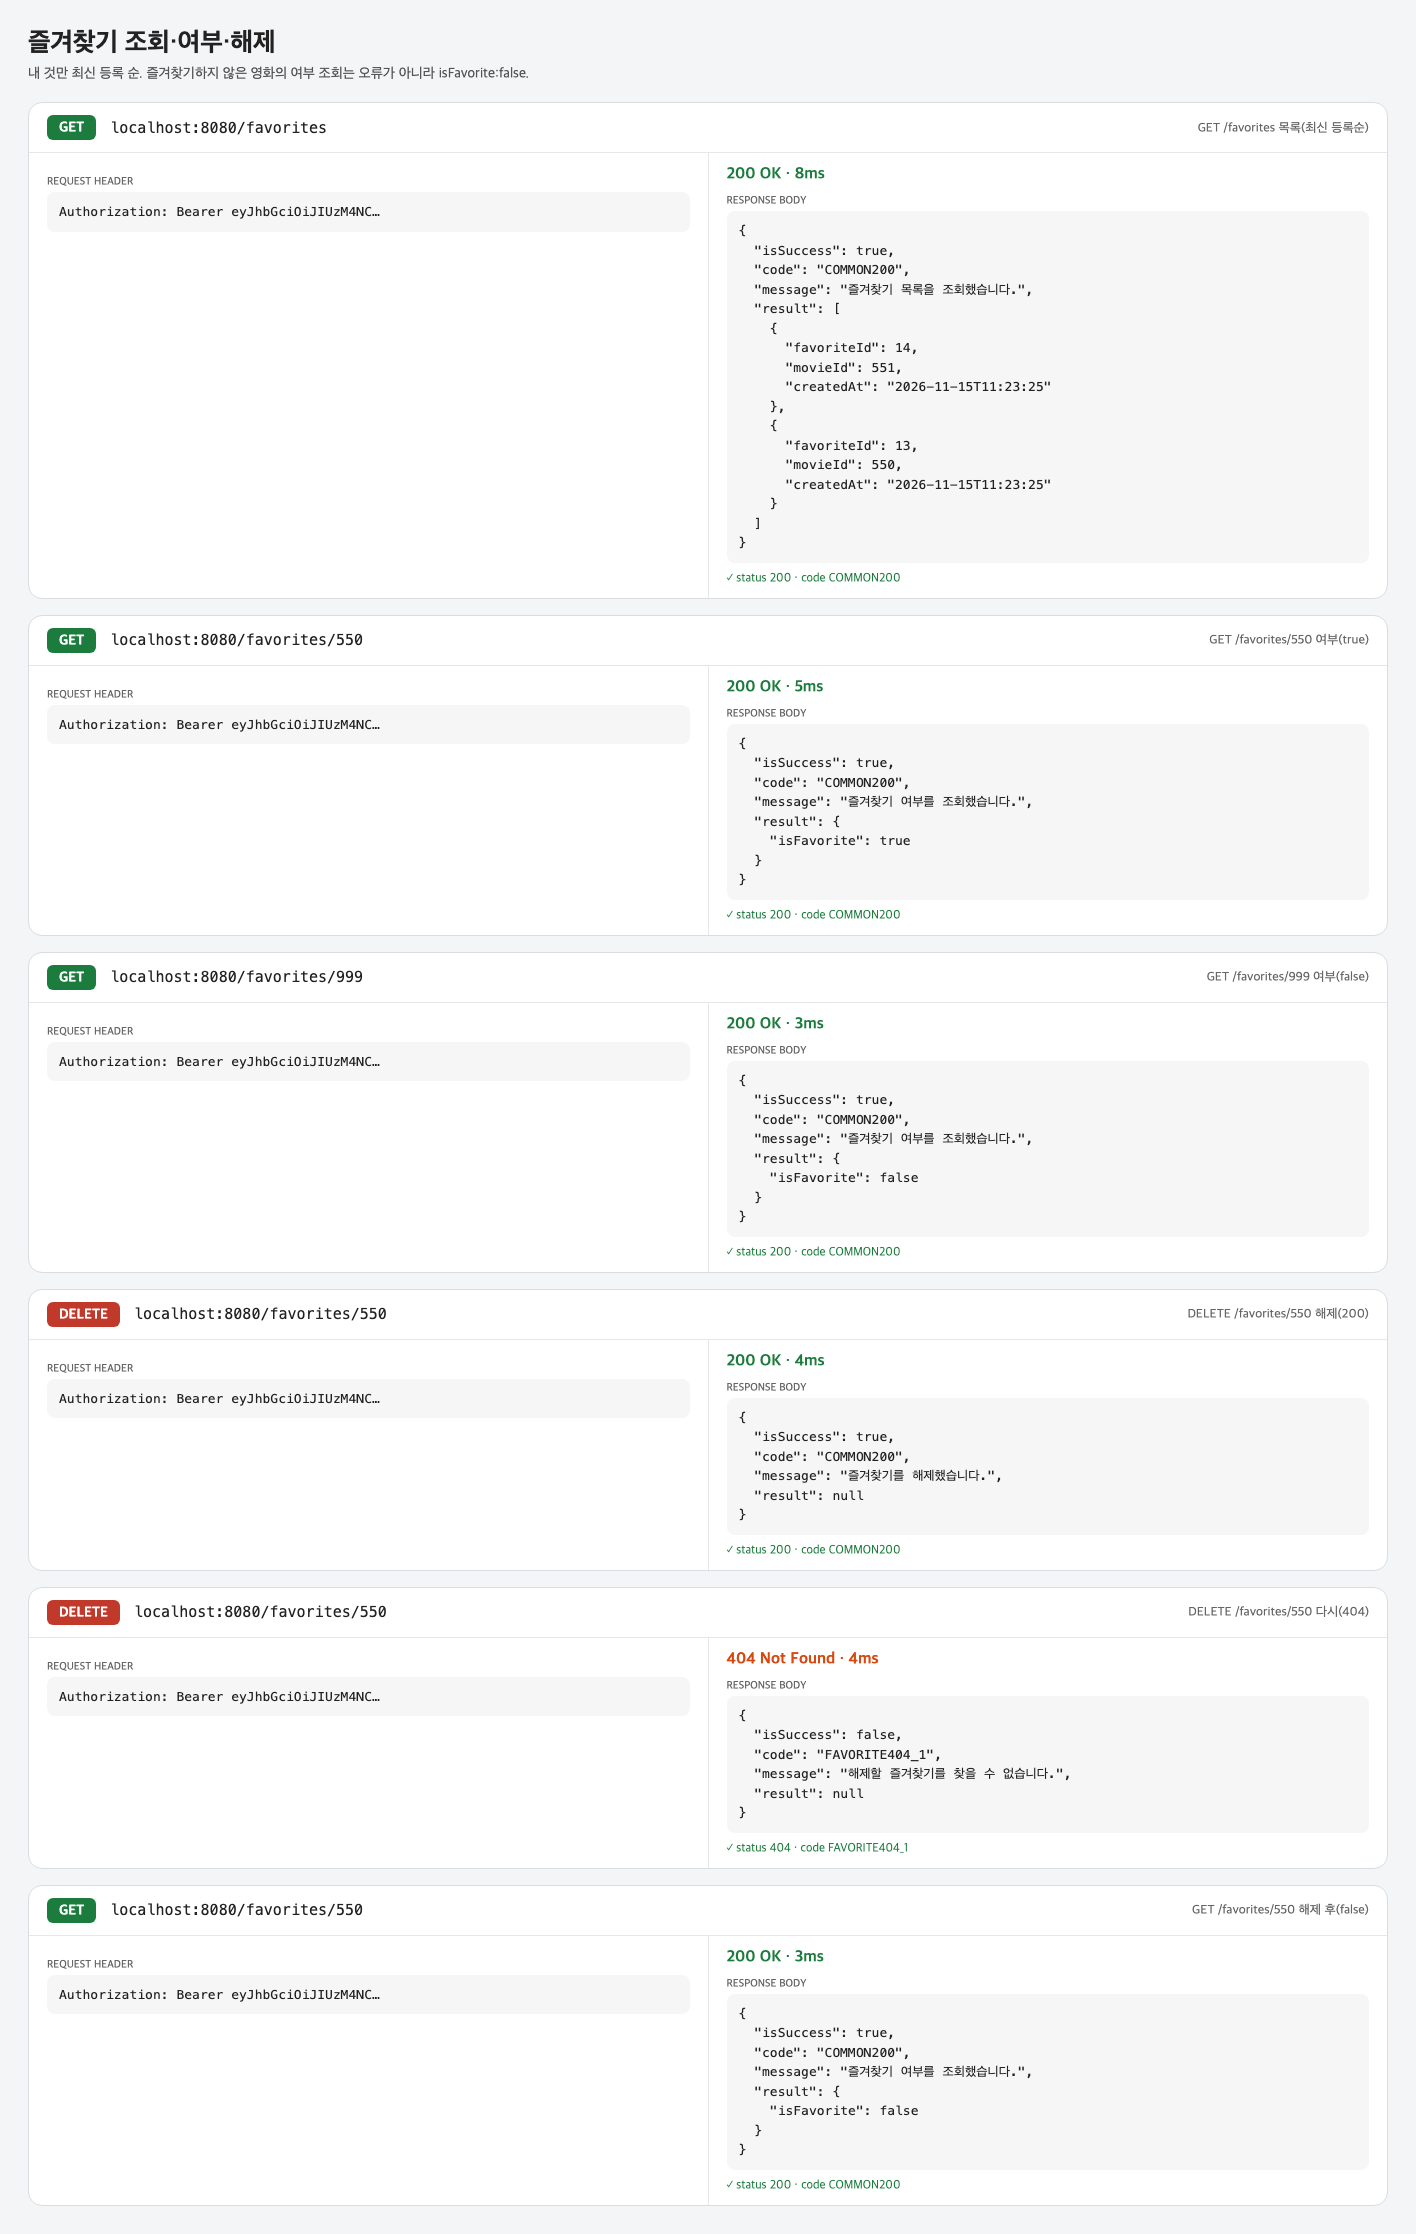 즐겨찾기 조회·여부·해제
내 것만 최신 등록 순. 즐겨찾기하지 않은 영화의 여부 조회는 오류가 아니라 isFavorite:false.
GET localhost:8080/favorites GET /favorites 목록(최신 등록순)
REQUEST HEADER
Authorization: Bearer eyJhbGciOiJIUzM4NC…
200 OK · 8ms
RESPONSE BODY
{
"isSuccess": true,
"code": "COMMON200",
"message": "즐겨찾기 목록을 조회했습니다.",
"result": [
{
"favoriteId": 14,
"movieId": 551,
"createdAt": "2026-11-15T11:23:25"
},
{
"favoriteId": 13,
"movieId": 550,
"createdAt": "2026-11-15T11:23:25"
}
]
}
✓ status 200 · code COMMON200
GET localhost:8080/favorites/550 GET /favorites/550 여부(true)
REQUEST HEADER
Authorization: Bearer eyJhbGciOiJIUzM4NC…
200 OK · 5ms
RESPONSE BODY
{
"isSuccess": true,
"code": "COMMON200",
"message": "즐겨찾기 여부를 조회했습니다.",
"result": {
"isFavorite": true
}
}
✓ status 200 · code COMMON200
GET localhost:8080/favorites/999 GET /favorites/999 여부(false)
REQUEST HEADER
Authorization: Bearer eyJhbGciOiJIUzM4NC…
200 OK · 3ms
RESPONSE BODY
{
"isSuccess": true,
"code": "COMMON200",
"message": "즐겨찾기 여부를 조회했습니다.",
"result": {
"isFavorite": false
}
}
✓ status 200 · code COMMON200
DELETE localhost:8080/favorites/550 DELETE /favorites/550 해제(200)
REQUEST HEADER
Authorization: Bearer eyJhbGciOiJIUzM4NC…
200 OK · 4ms
RESPONSE BODY
{
"isSuccess": true,
"code": "COMMON200",
"message": "즐겨찾기를 해제했습니다.",
"result": null
}
✓ status 200 · code COMMON200
DELETE localhost:8080/favorites/550 DELETE /favorites/550 다시(404)
REQUEST HEADER
Authorization: Bearer eyJhbGciOiJIUzM4NC…
404 Not Found · 4ms
RESPONSE BODY
{
"isSuccess": false,
"code": "FAVORITE404_1",
"message": "해제할 즐겨찾기를 찾을 수 없습니다.",
"result": null
}
✓ status 404 · code FAVORITE404_1
GET localhost:8080/favorites/550 GET /favorites/550 해제 후(false)
REQUEST HEADER
Authorization: Bearer eyJhbGciOiJIUzM4NC…
200 OK · 3ms
RESPONSE BODY
{
"isSuccess": true,
"code": "COMMON200",
"message": "즐겨찾기 여부를 조회했습니다.",
"result": {
"isFavorite": false
}
}
✓ status 200 · code COMMON200